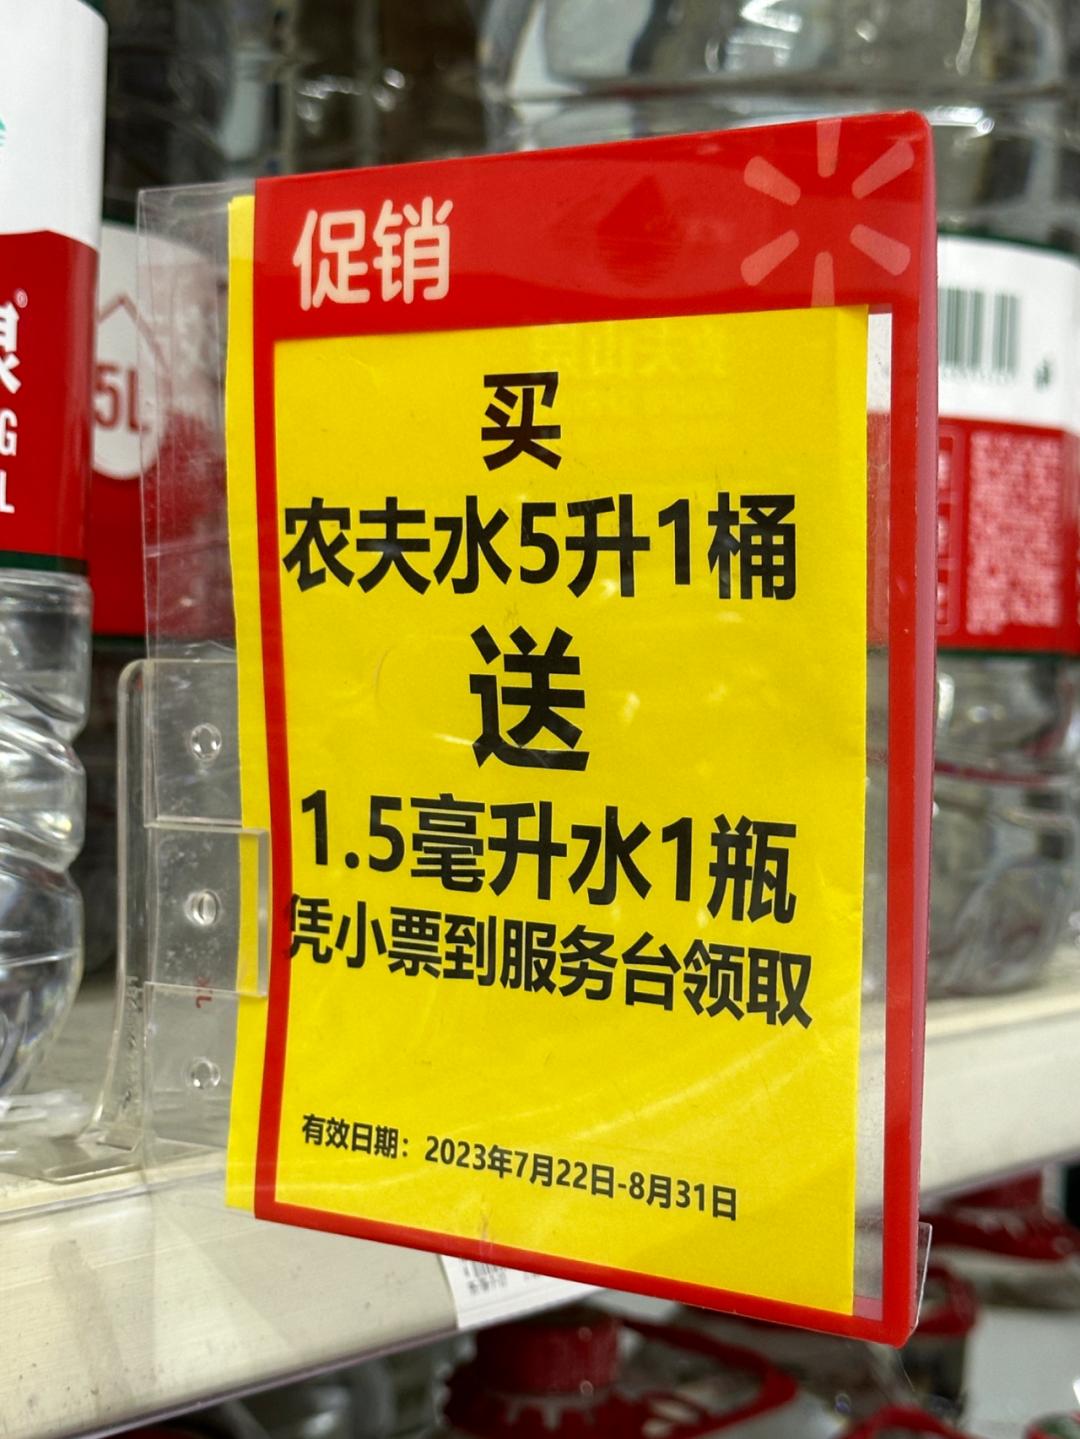 促销
买
农夫水5升1桶
送
1.5毫升水1瓶
凭小票到服务台领取
有效日期：2023年7月22日-8月31日
5L
G
L